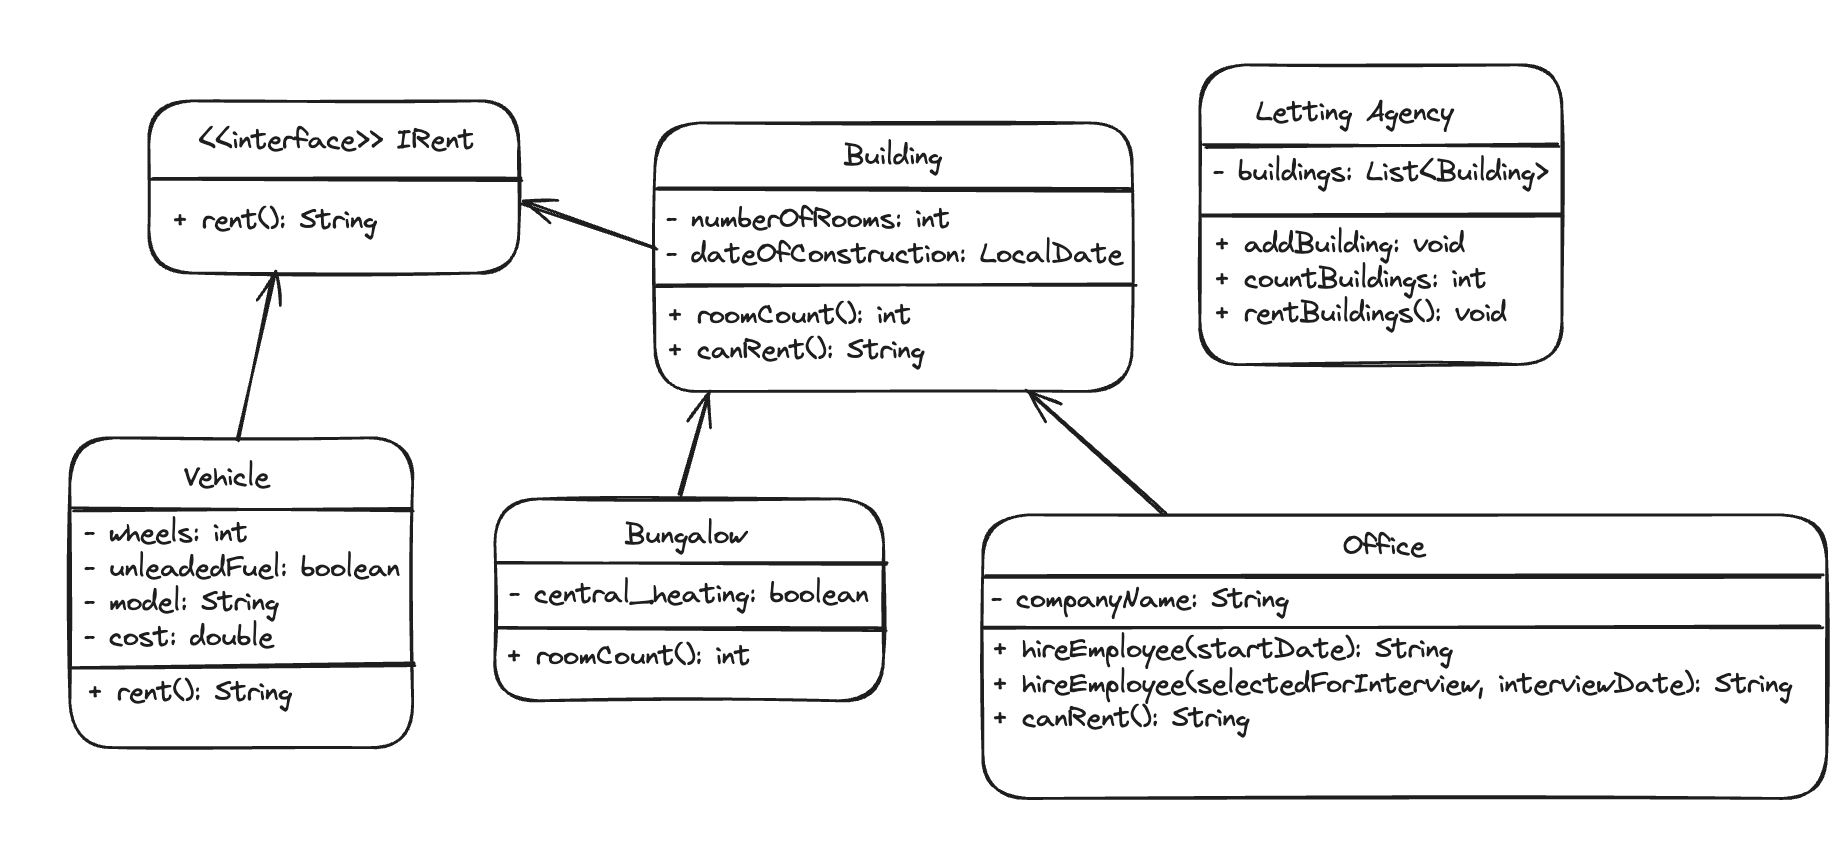 <<interface>> IRent
+ rent(): String
Building
- numberOfRooms: int
- dateOfConstruction: LocalDate
+ roomCount(): int
+ canRent(): String
Letting Agency
- buildings: List<Building>
+ addBuilding: void
+ countBuildings: int
+ rentBuildings(): void
Vehicle
- wheels: int
- unleadedFuel: boolean
- model: String
- cost: double
+ rent(): String
Bungalow
- central_heating: boolean
+ roomCount(): int
Office
- companyName: String
+ hireEmployee(startDate): String
+ hireEmployee(selectedForInterview, interviewDate): String
+ canRent(): String